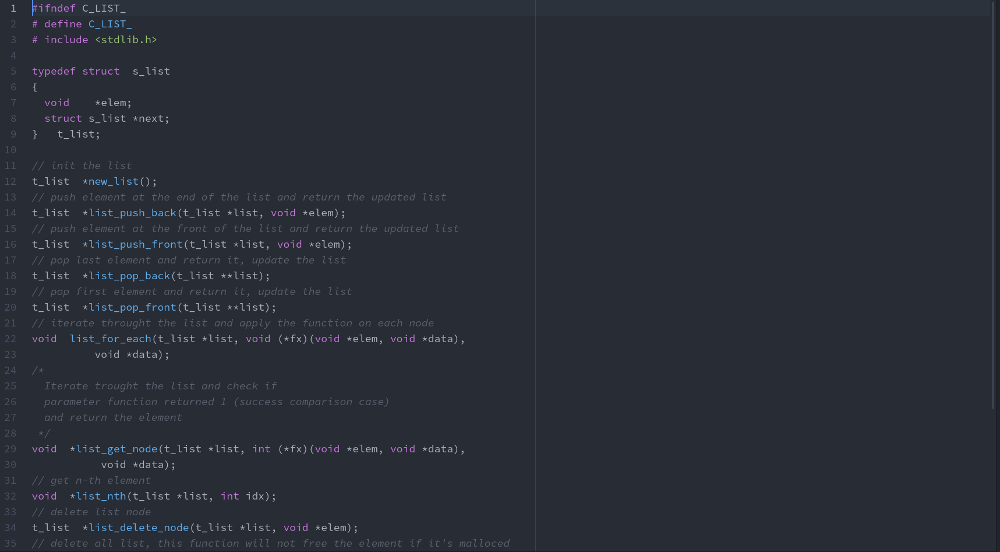 1 #ifndef C_LIST_
2 # define C_LIST_
3 # include <stdlib.h>
4
5 typedef struct  s_list
6 {
7   void    *elem;
8   struct s_list *next;
9 }   t_list;
10
11 // init the list
12 t_list  *new_list();
13 // push element at the end of the list and return the updated list
14 t_list  *list_push_back(t_list *list, void *elem);
15 // push element at the front of the list and return the updated list
16 t_list  *list_push_front(t_list *list, void *elem);
17 // pop last element and return it, update the list
18 t_list  *list_pop_back(t_list **list);
19 // pop first element and return it, update the list
20 t_list  *list_pop_front(t_list **list);
21 // iterate throught the list and apply the function on each node
22 void  list_for_each(t_list *list, void (*fx)(void *elem, void *data),
23           void *data);
24 /*
25   Iterate trought the list and check if
26   parameter function returned 1 (success comparison case)
27   and return the element
28  */
29 void  *list_get_node(t_list *list, int (*fx)(void *elem, void *data),
30            void *data);
31 // get n-th element
32 void  *list_nth(t_list *list, int idx);
33 // delete list node
34 t_list  *list_delete_node(t_list *list, void *elem);
35 // delete all list, this function will not free the element if it's malloced